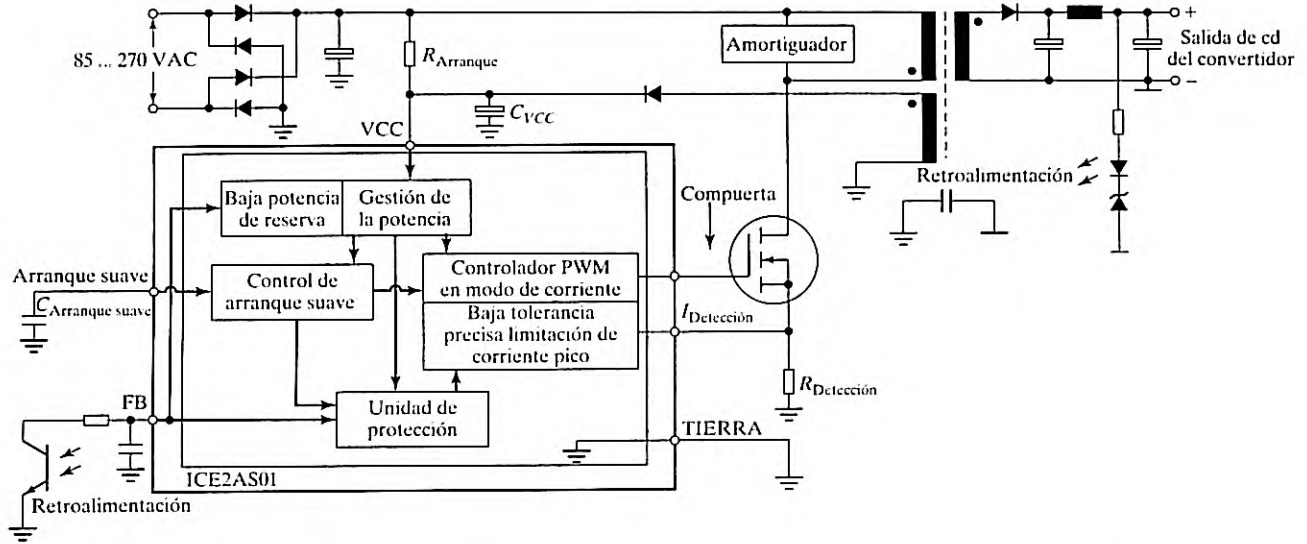 85 ... 270 VAC
R Arranque
Amortiguador
+
Salida de cd
del convertidor
−
C VCC
VCC
Baja potencia
de reserva
Gestión de
la potencia
Compuerta
Retroalimentación
Arranque suave
C Arranque suave
Control de
arranque suave
Controlador PWM
en modo de corriente
Baja tolerancia
precisa limitación de
corriente pico
I Detección
R Detección
FB
Unidad de
protección
TIERRA
ICE2AS01
Retroalimentación